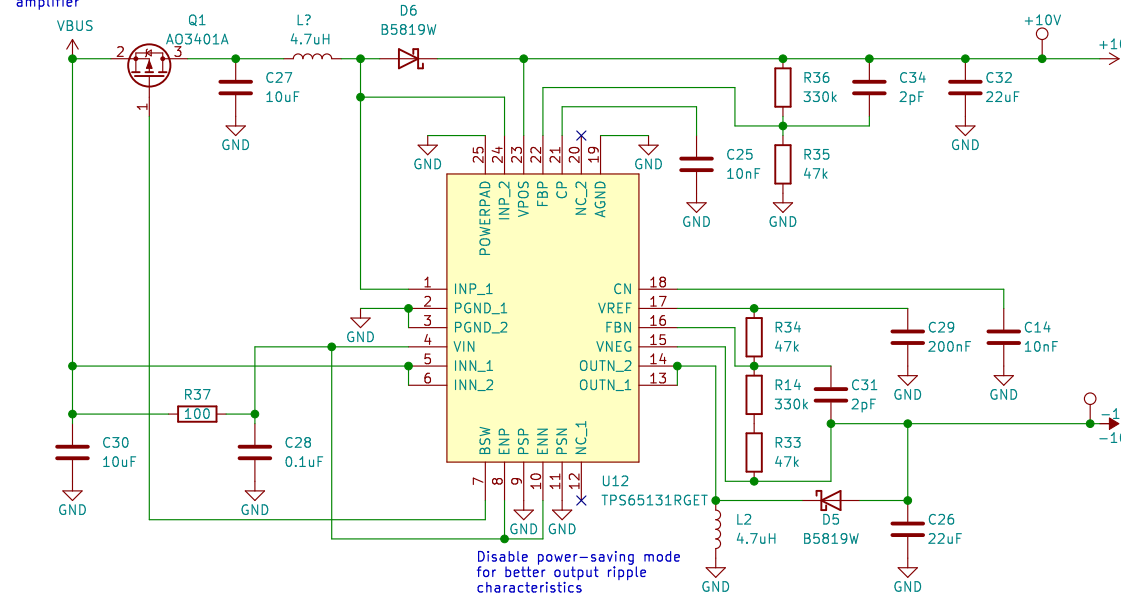 amplifier
VBUS
Q1
AO3401A
2
3
1
L?
4.7uH
D6
B5819W
C27
10uF
GND
+10V
+10
R36
330k
C34
2pF
C32
22uF
GND
R35
47k
GND
C25
10nF
GND
GND
GND
25
24
23
22
21
20
19
POWERPAD
INP_2
VPOS
FBP
CP
NC_2
AGND
1
INP_1
2
PGND_1
3
PGND_2
4
VIN
5
INN_1
6
INN_2
GND
18
CN
17
VREF
16
FBN
15
VNEG
14
OUTN_2
13
OUTN_1
BSW
ENP
PSP
ENN
PSN
NC_1
7
8
9
10
11
12
GND
GND
U12
TPS65131RGET
R37
100
C30
10uF
GND
C28
0.1uF
GND
R34
47k
R14
330k
R33
47k
C31
2pF
C29
200nF
GND
C14
10nF
GND
-1
-10
D5
B5819W
L2
4.7uH
GND
C26
22uF
GND
Disable power-saving mode
for better output ripple
characteristics